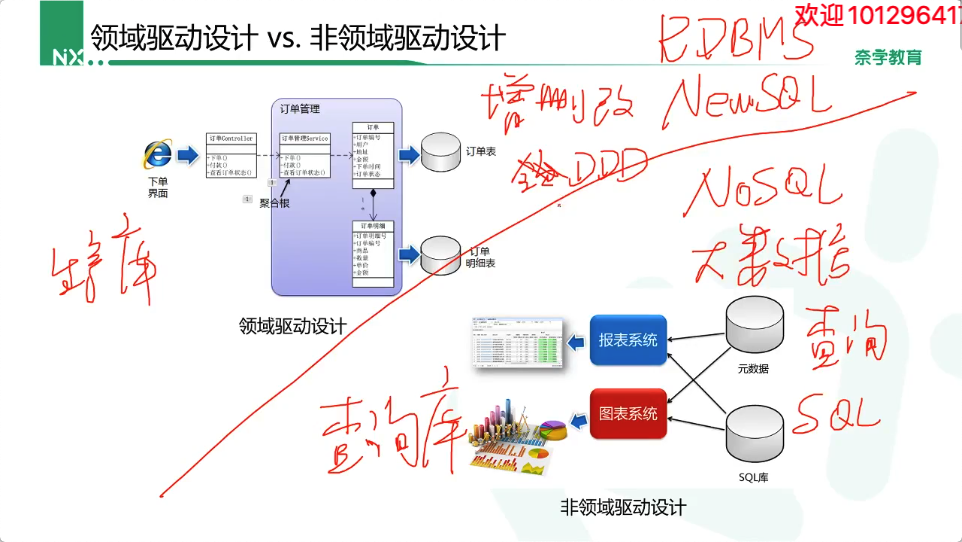 欢迎10129641
领域驱动设计 vs. 非领域驱动设计
奈学教育
RDBMS
增删改 NewSQL
DDD
NoSQL
大数据
订单管理
下单
界面
订单Controller
+下单()
+付款()
+查看订单状态()
订单管理Service
+下单()
+付款()
+查看订单状态()
聚合根
订单
+订单编号
+用户
+地址
+金额
+下单时间
+订单状态
订单表
订单明细
+订单明细号
+订单编号
+商品
+数量
+单价
+金额
订单
明细表
领域驱动设计
生产库
查询库
报表系统
图表系统
元数据
查询
SQL
SQL库
非领域驱动设计